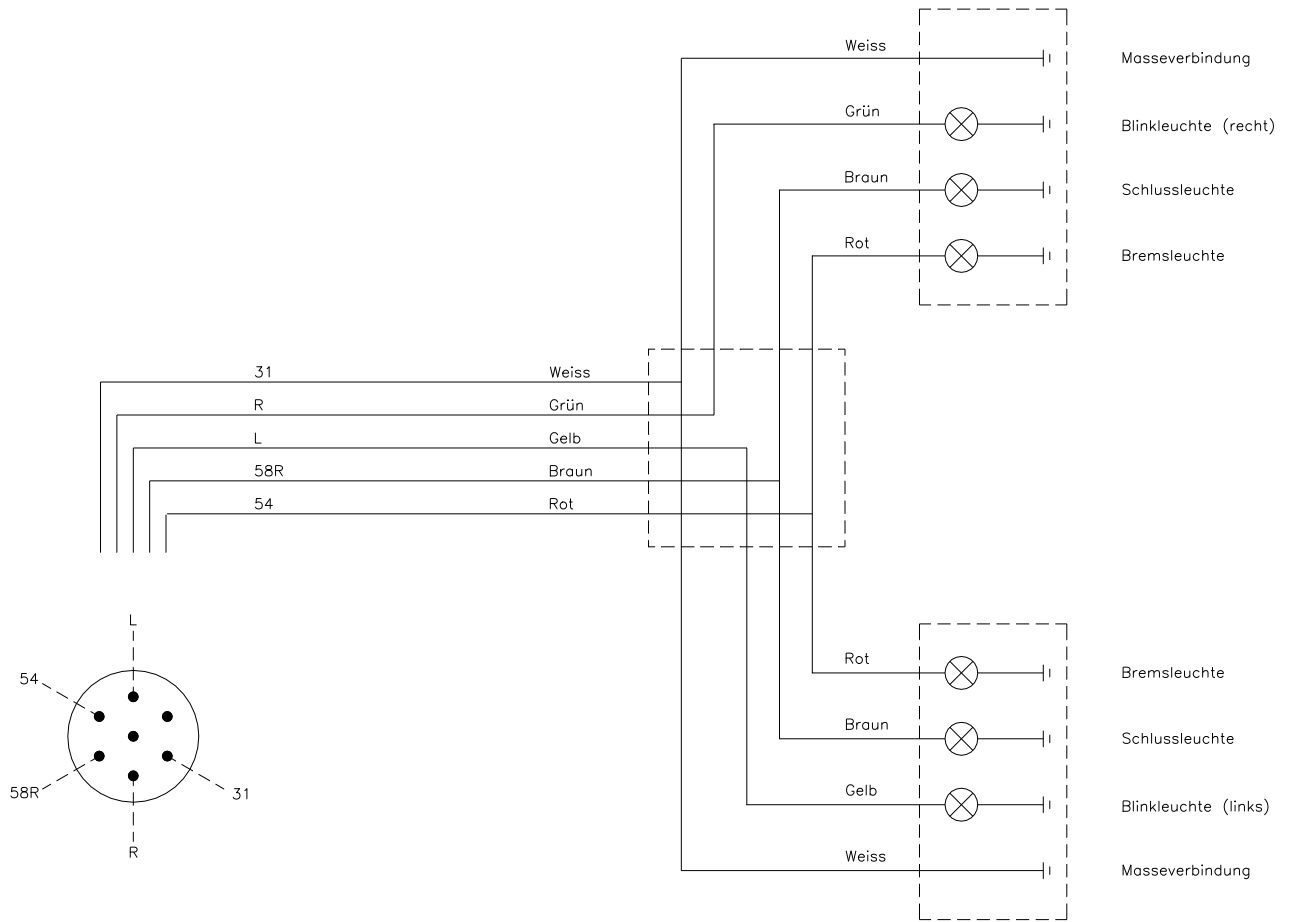 Weiss Masseverbindung
Grün Blinkleuchte (recht)
Braun Schlussleuchte
Rot Bremsleuchte
31 Weiss
R Grün
L Gelb
58R Braun
54 Rot
L
54
58R
31
R
Rot Bremsleuchte
Braun Schlussleuchte
Gelb Blinkleuchte (links)
Weiss Masseverbindung